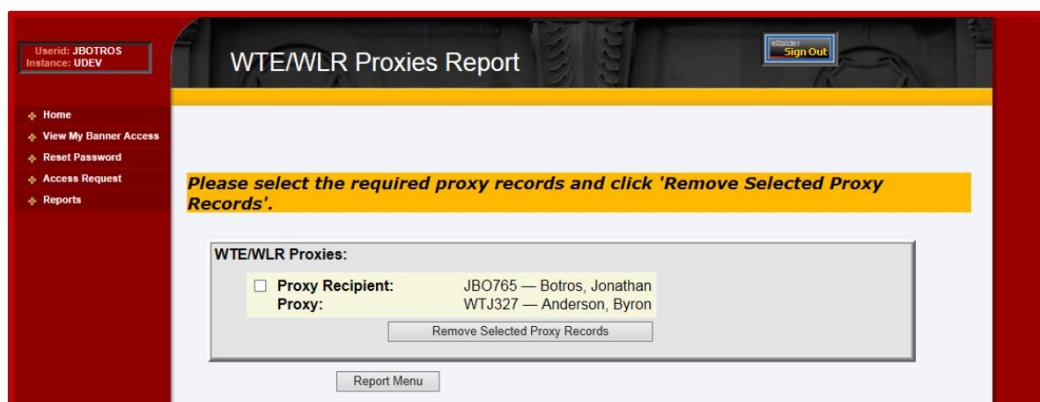 Userid: JBOTROS
Instance: UDEV
WTE/WLR Proxies Report
eRaider
Sign Out
Home
View My Banner Access
Reset Password
Access Request
Reports
Please select the required proxy records and click 'Remove Selected Proxy
Records'.
WTE/WLR Proxies:
Proxy Recipient: JBO765 — Botros, Jonathan
Proxy: WTJ327 — Anderson, Byron
Remove Selected Proxy Records
Report Menu